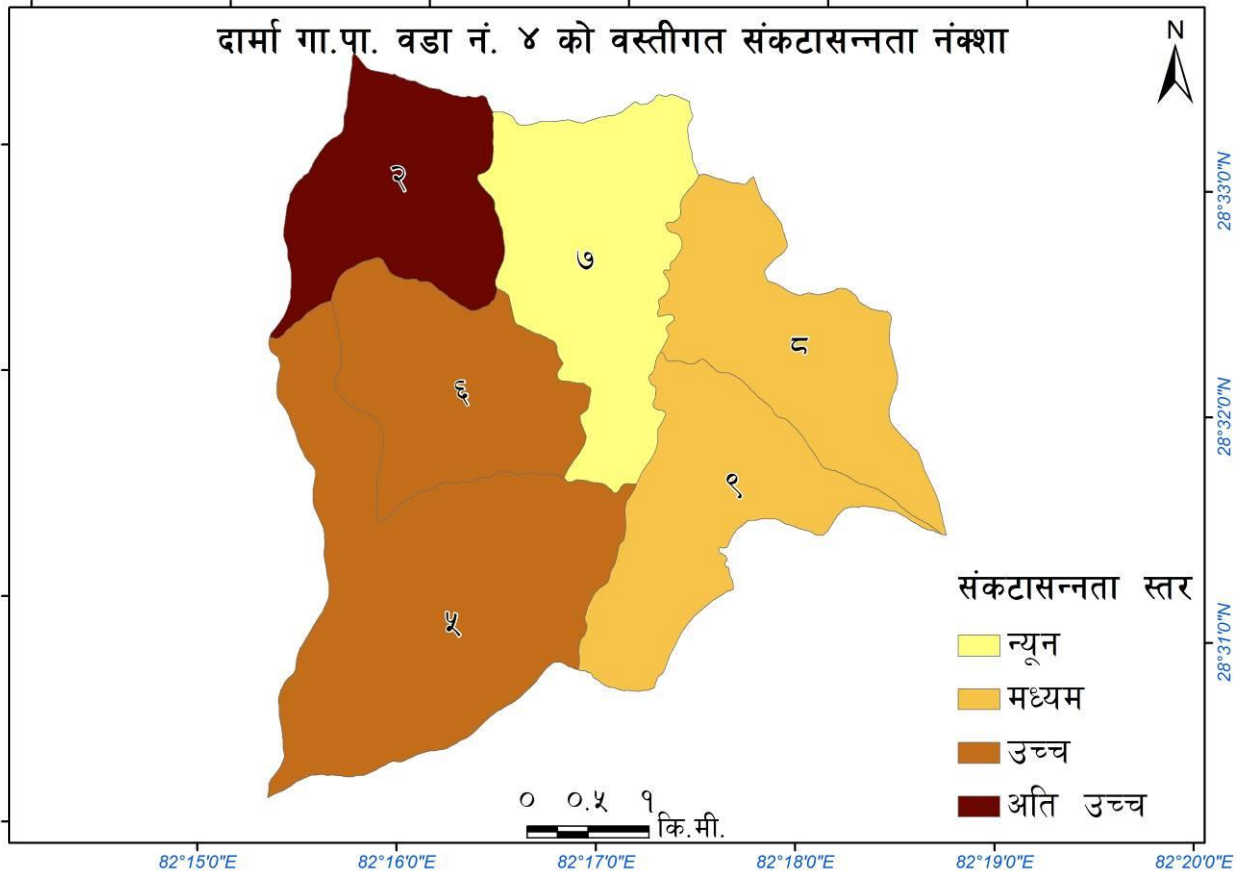 दार्मा गा.पा. वडा नं. ४ को वस्तीगत संकटासन्नता नंक्शा
N
२
७
८
६
९
५
28°33'0"N
28°32'0"N
28°31'0"N
संकटासन्नता स्तर
न्यून
मध्यम
उच्च
अति उच्च
० ०.५ १
कि.मी.
82°15'0"E 82°16'0"E 82°17'0"E 82°18'0"E 82°19'0"E 82°20'0"E